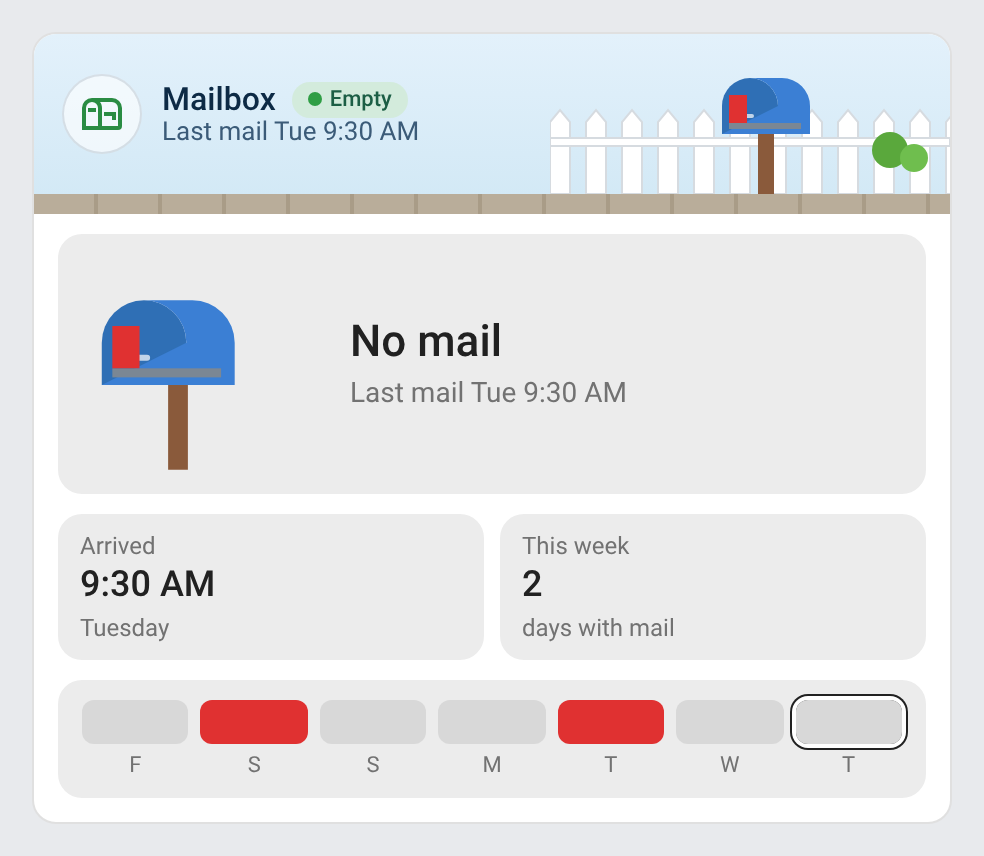 Mailbox
Empty
Last mail Tue 9:30 AM
No mail
Last mail Tue 9:30 AM
Arrived
9:30 AM
Tuesday
This week
2
days with mail
F S S M T W T